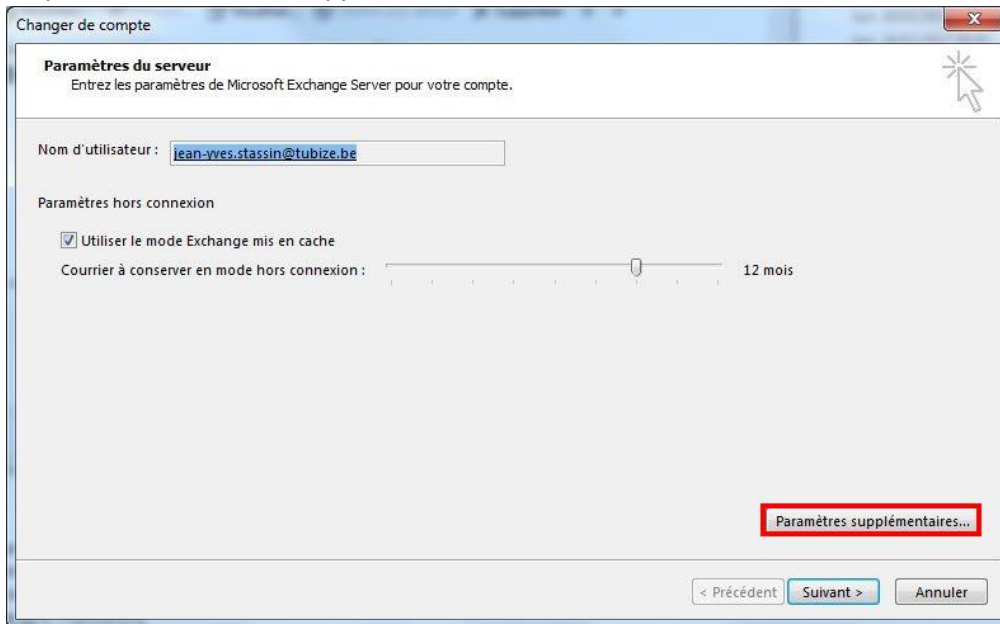 Changer de compte
Paramètres du serveur
Entrez les paramètres de Microsoft Exchange Server pour votre compte.
Nom d'utilisateur : jean-yves.stassin@tubize.be
Paramètres hors connexion
Utiliser le mode Exchange mis en cache
Courrier à conserver en mode hors connexion : 12 mois
Paramètres supplémentaires...
< Précédent Suivant > Annuler